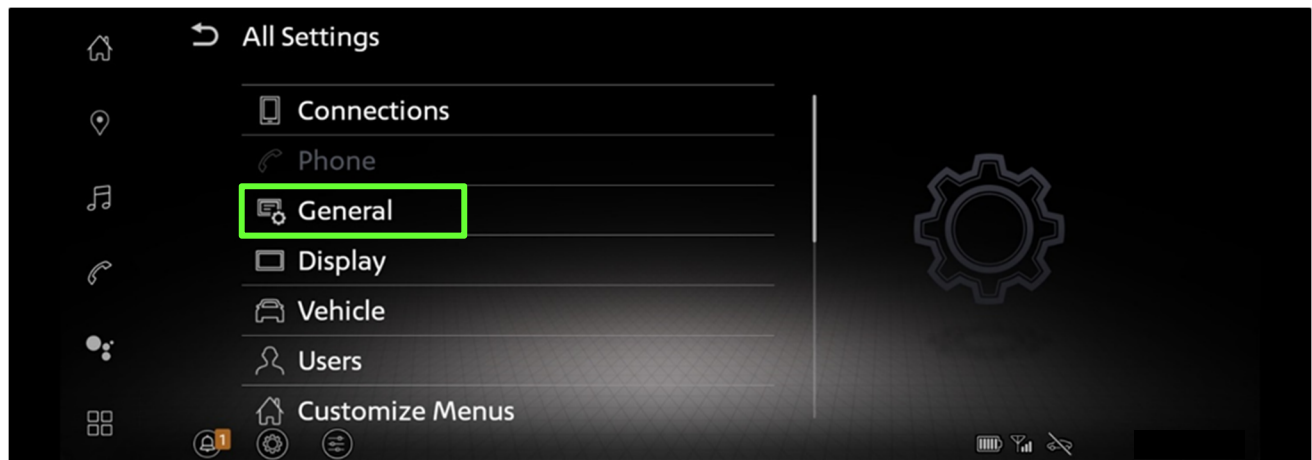 All Settings
Connections
Phone
General
Display
Vehicle
Users
Customize Menus
1